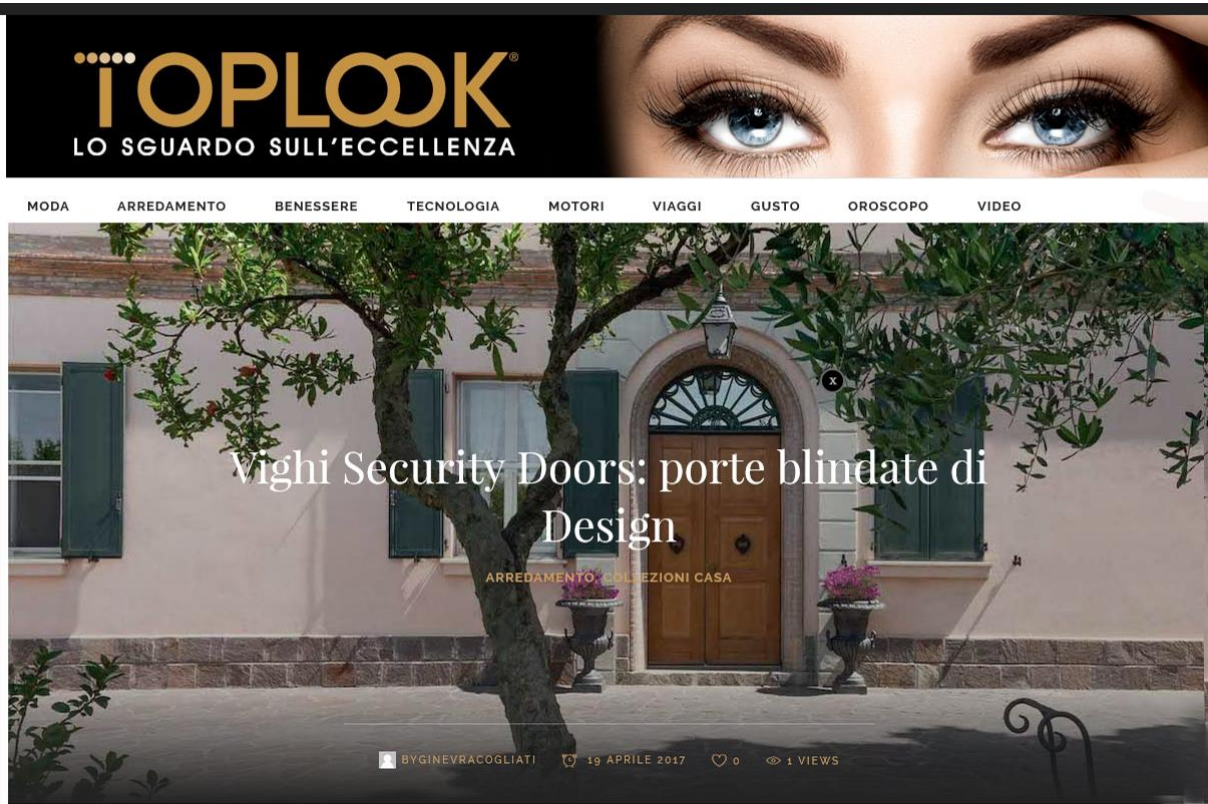 TOPLOOK®
LO SGUARDO SULL'ECCELLENZA
MODA ARREDAMENTO BENESSERE TECNOLOGIA MOTORI VIAGGI GUSTO OROSCOPO VIDEO
X
Vighi Security Doors: porte blindate di
Design
ARREDAMENTO, COLLEZIONI CASA
BYGINEVRACOGLIATI 19 APRILE 2017 0 1 VIEWS